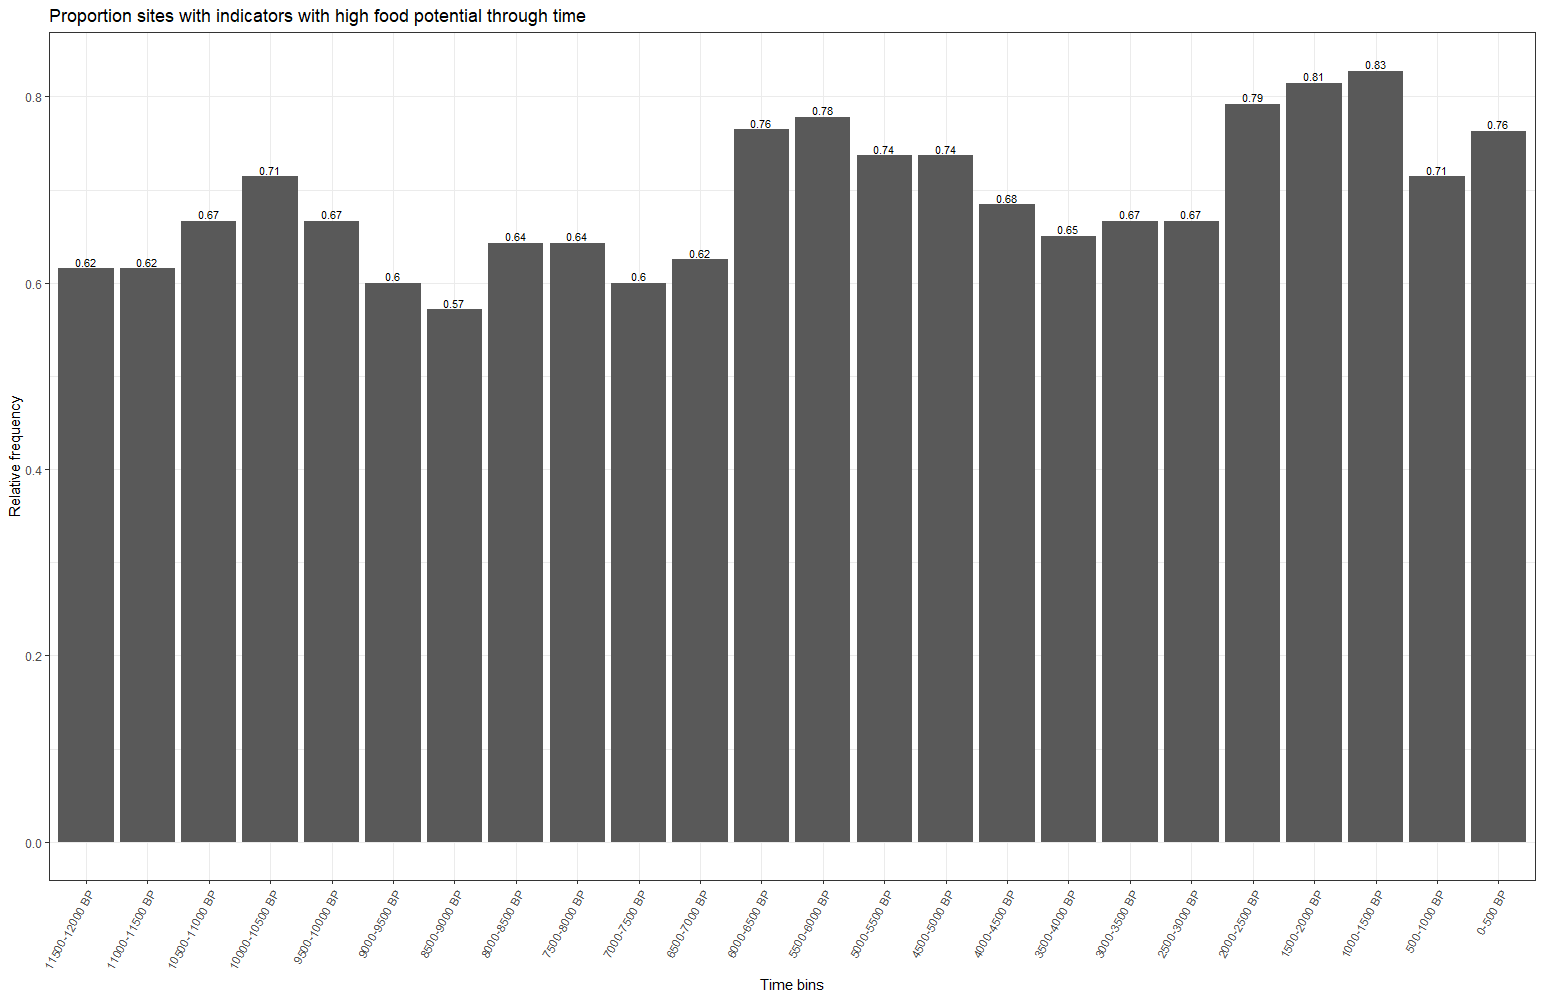 Proportion sites with indicators with high food potential through time
Relative frequency
0.8
0.6
0.4
0.2
0.0
0.62
0.62
0.67
0.71
0.67
0.6
0.57
0.64
0.64
0.6
0.62
0.76
0.78
0.74
0.74
0.68
0.65
0.67
0.67
0.79
0.81
0.83
0.71
0.76
11500-12000 BP
11000-11500 BP
10500-11000 BP
10000-10500 BP
9500-10000 BP
9000-9500 BP
8500-9000 BP
8000-8500 BP
7500-8000 BP
7000-7500 BP
6500-7000 BP
6000-6500 BP
5500-6000 BP
5000-5500 BP
4500-5000 BP
4000-4500 BP
3500-4000 BP
3000-3500 BP
2500-3000 BP
2000-2500 BP
1500-2000 BP
1000-1500 BP
500-1000 BP
0-500 BP
Time bins